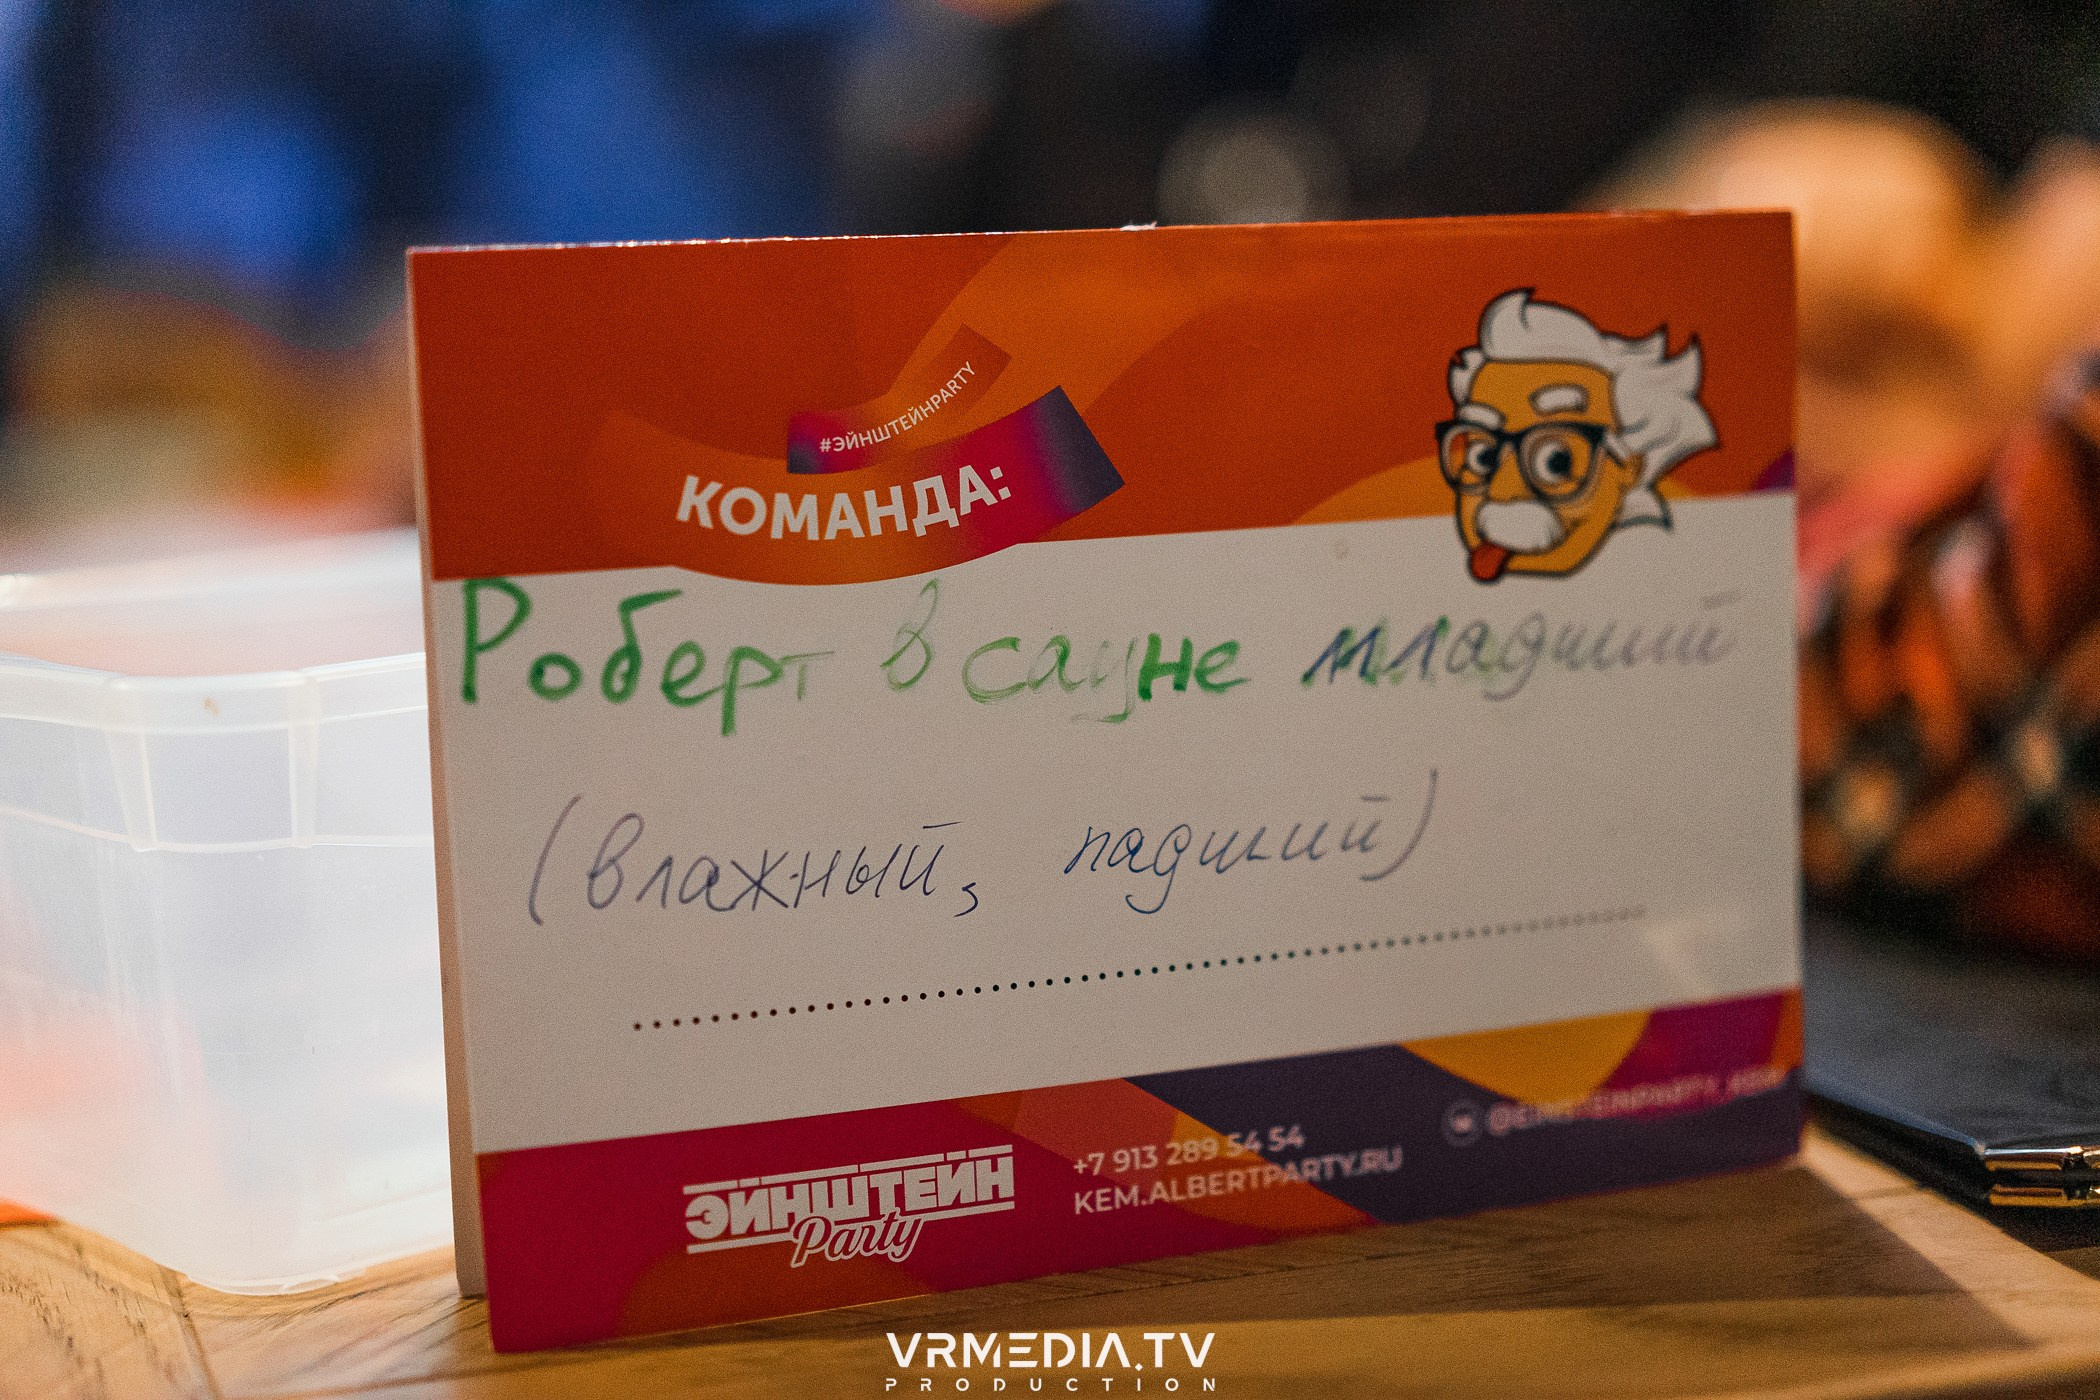 #ЭЙНШТЕЙНPARTY
КОМАНДА:
Роберт в сауне младший
(влажный, падший)
ЭЙНШТЕЙН
Party
+7 913 289 54 54
KEM.ALBERTPARTY.RU
@EINSTEINPARTY_KEM
VRMEDIA.TV
PRODUCTION